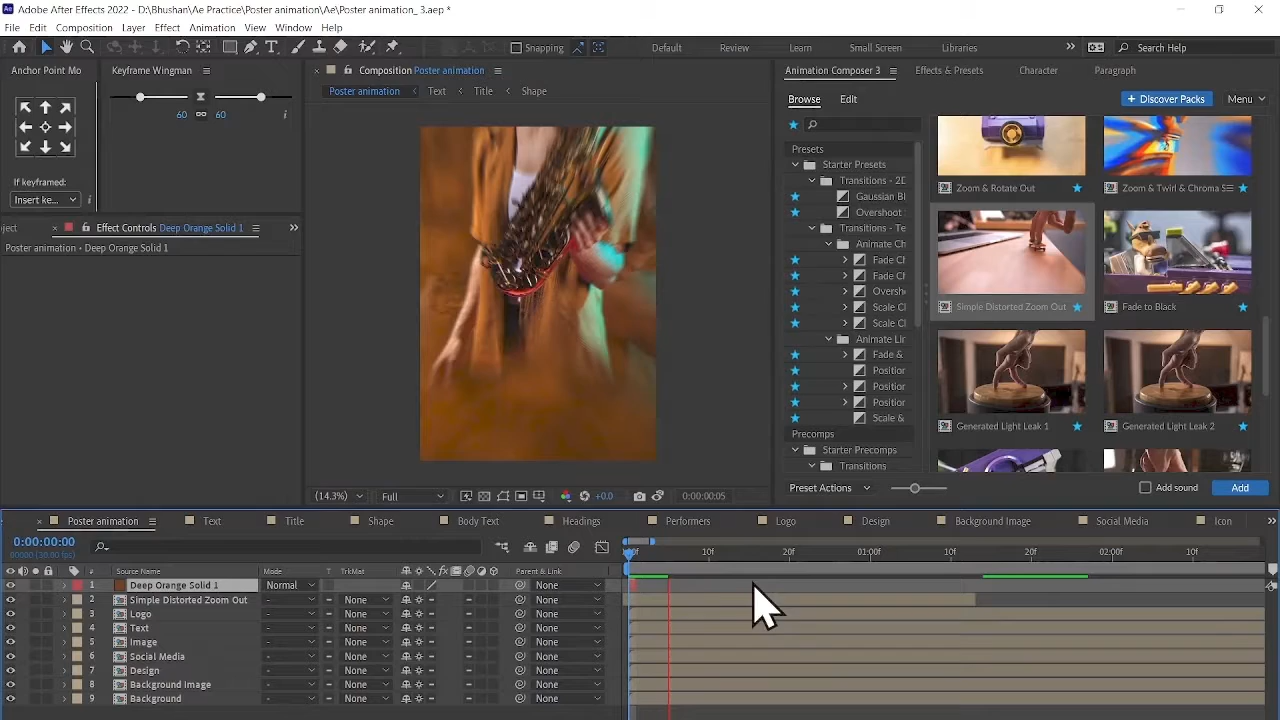 Adobe After Effects 2022 - D:\Bhushan\Ae Practice\Poster animation\Ae\Poster animation_ 3.aep *
File Edit Composition Layer Effect Animation View Window Help
Snapping Default Review Learn Small Screen Libraries Search Help
Anchor Point Mo Keyframe Wingman
60 60
If keyframed:
Insert ke...
ject Effect Controls Deep Orange Solid 1
Poster animation • Deep Orange Solid 1
Composition Poster animation
Poster animation Text Title Shape
(14.3%) Full +0.0 0:00:00:05
Animation Composer 3 Effects & Presets Character Paragraph
Browse Edit + Discover Packs Menu
Presets
Starter Presets
Transitions - 2D
Gaussian Bl
Overshoot
Transitions - Te
Animate Ch
Fade Cl
Fade Cl
Oversh
Scale Cl
Scale Cl
Animate Lir
Fade &
Position
Position
Position
Scale &
Precomps
Starter Precomps
Transitions
Zoom & Rotate Out
Zoom & Twirl & Chroma S
Simple Distorted Zoom Out
Fade to Black
Generated Light Leak 1
Generated Light Leak 2
Preset Actions Add sound Add
Poster animation Text Title Shape Body Text Headings Performers Logo Design Background Image Social Media Icon
0:00:00:00
00000 (30.00 fps)
10f 20f 01:00f 10f 20f 02:00f 10f
# Source Name Mode T TrkMat Parent & Link
1 Deep Orange Solid 1 Normal None
2 Simple Distorted Zoom Out - None None
3 Logo - None None
4 Text - None None
5 Image - None None
6 Social Media - None None
7 Design - None None
8 Background Image - None None
9 Background - None None